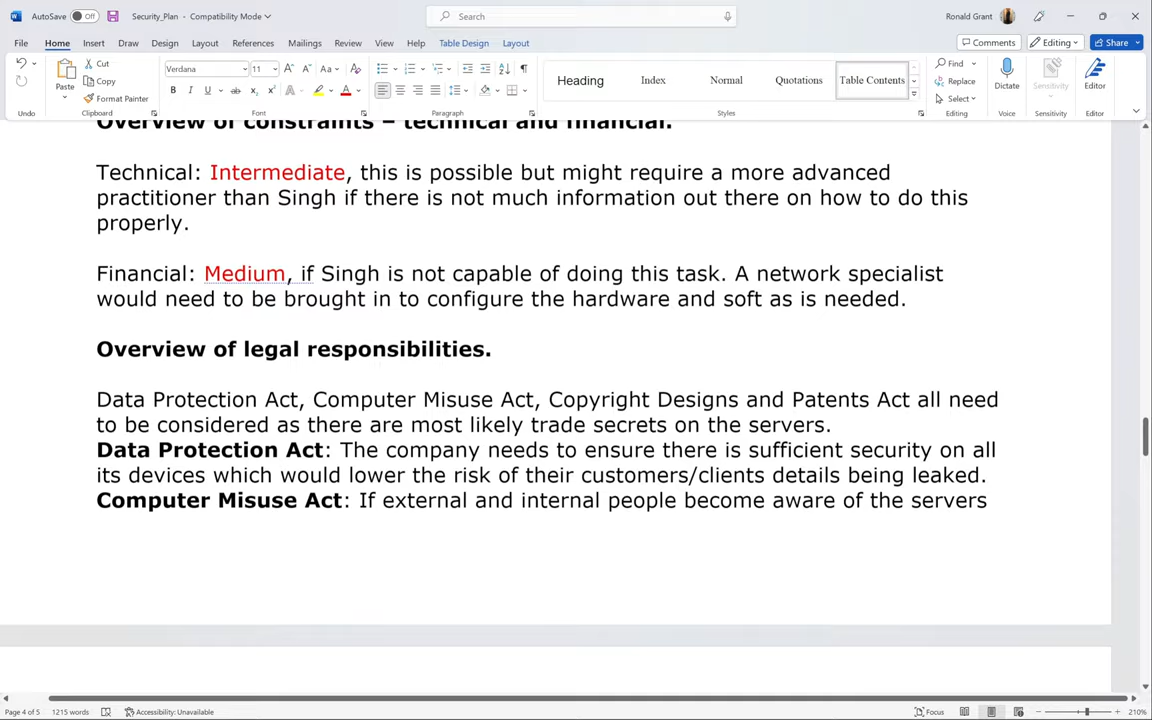 AutoSave Off Security_Plan - Compatibility Mode Search Ronald Grant
File Home Insert Draw Design Layout References Mailings Review View Help Table Design Layout Comments Editing Share
Paste Cut Copy Format Painter
Verdana 11 Aa
Heading Index Normal Quotations Table Contents
Find Replace Select Dictate Sensitivity Editor
Undo Clipboard Font Paragraph Styles Editing Voice Sensitivity Editor
Overview of constraints – technical and financial.
Technical: Intermediate, this is possible but might require a more advanced
practitioner than Singh if there is not much information out there on how to do this
properly.
Financial: Medium, if Singh is not capable of doing this task. A network specialist
would need to be brought in to configure the hardware and soft as is needed.
Overview of legal responsibilities.
Data Protection Act, Computer Misuse Act, Copyright Designs and Patents Act all need
to be considered as there are most likely trade secrets on the servers.
Data Protection Act: The company needs to ensure there is sufficient security on all
its devices which would lower the risk of their customers/clients details being leaked.
Computer Misuse Act: If external and internal people become aware of the servers
Page 4 of 5 1215 words Accessibility: Unavailable Focus 210%